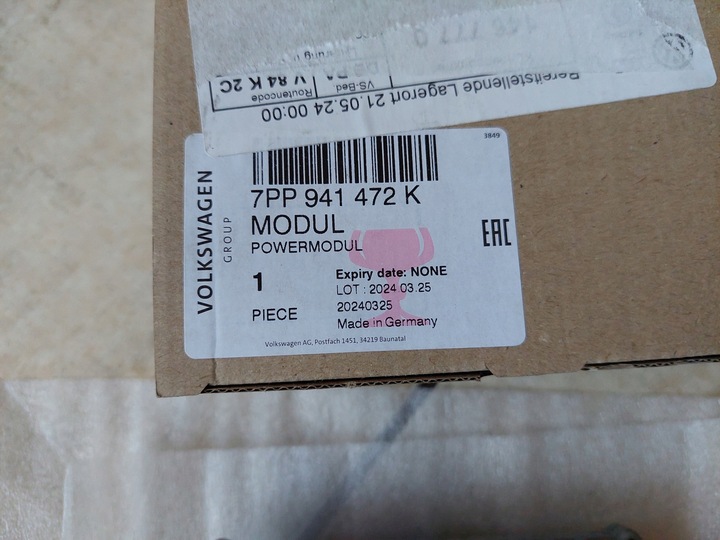 Bereitstellende Lagerort 21.05.24 00:00
Routencode
V 84 K 2C
VS-Bed.
3849
VOLKSWAGEN
GROUP
7PP 941 472 K
MODUL
POWERMODUL
EAC
1
PIECE
Expiry date: NONE
LOT : 2024.03.25
20240325
Made in Germany
Volkswagen AG, Postfach 1451, 34219 Baunatal